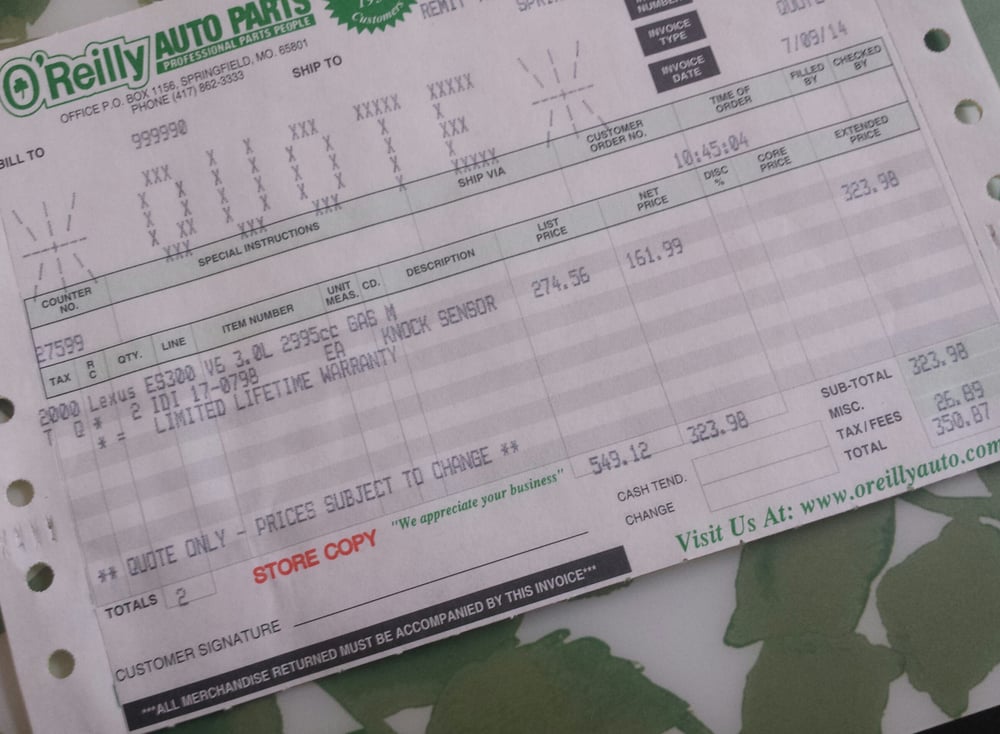 O'Reilly AUTO PARTS
PROFESSIONAL PARTS PEOPLE
Customers
OFFICE P.O. BOX 1156, SPRINGFIELD, MO. 65801
PHONE (417) 862-3333
REMIT
INVOICE TYPE
QUOTE
INVOICE DATE
7/09/14
BILL TO
999990
SHIP TO
XXX X X XXX XXXXX XXXXX
COUNTER NO.
SPECIAL INSTRUCTIONS
SHIP VIA
CUSTOMER ORDER NO.
TIME OF ORDER
FILLED BY
CHECKED BY
27599
10:45:04
TAX
R C
QTY.
LINE
ITEM NUMBER
UNIT MEAS.
CD.
DESCRIPTION
LIST PRICE
NET PRICE
DISC %
CORE PRICE
EXTENDED PRICE
2000 Lexus ES300 V6 3.0L 2995cc GAS M
T Q * 2 IDI 17-0798 EA KNOCK SENSOR 274.56 161.99 323.98
* = LIMITED LIFETIME WARRANTY
** QUOTE ONLY - PRICES SUBJECT TO CHANGE **
549.12 323.98
SUB-TOTAL 323.98
MISC.
TAX/FEES 26.89
TOTAL 350.87
TOTALS 2
STORE COPY
"We appreciate your business"
CASH TEND.
CHANGE
CUSTOMER SIGNATURE
Visit Us At: www.oreillyauto.com
***ALL MERCHANDISE RETURNED MUST BE ACCOMPANIED BY THIS INVOICE***